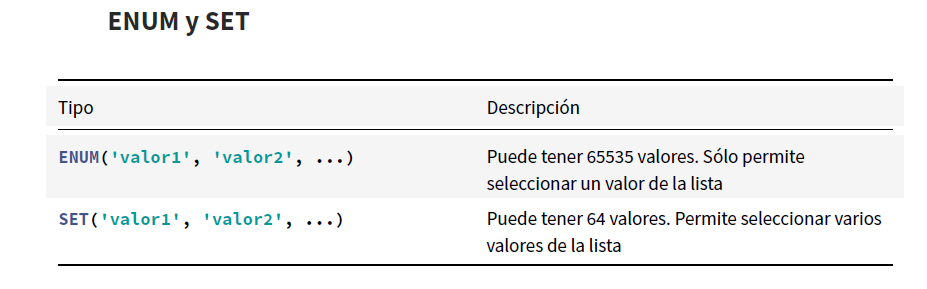 ENUM y SET
Tipo Descripción
ENUM('valor1', 'valor2', ...) Puede tener 65535 valores. Sólo permite
seleccionar un valor de la lista
SET('valor1', 'valor2', ...) Puede tener 64 valores. Permite seleccionar varios
valores de la lista